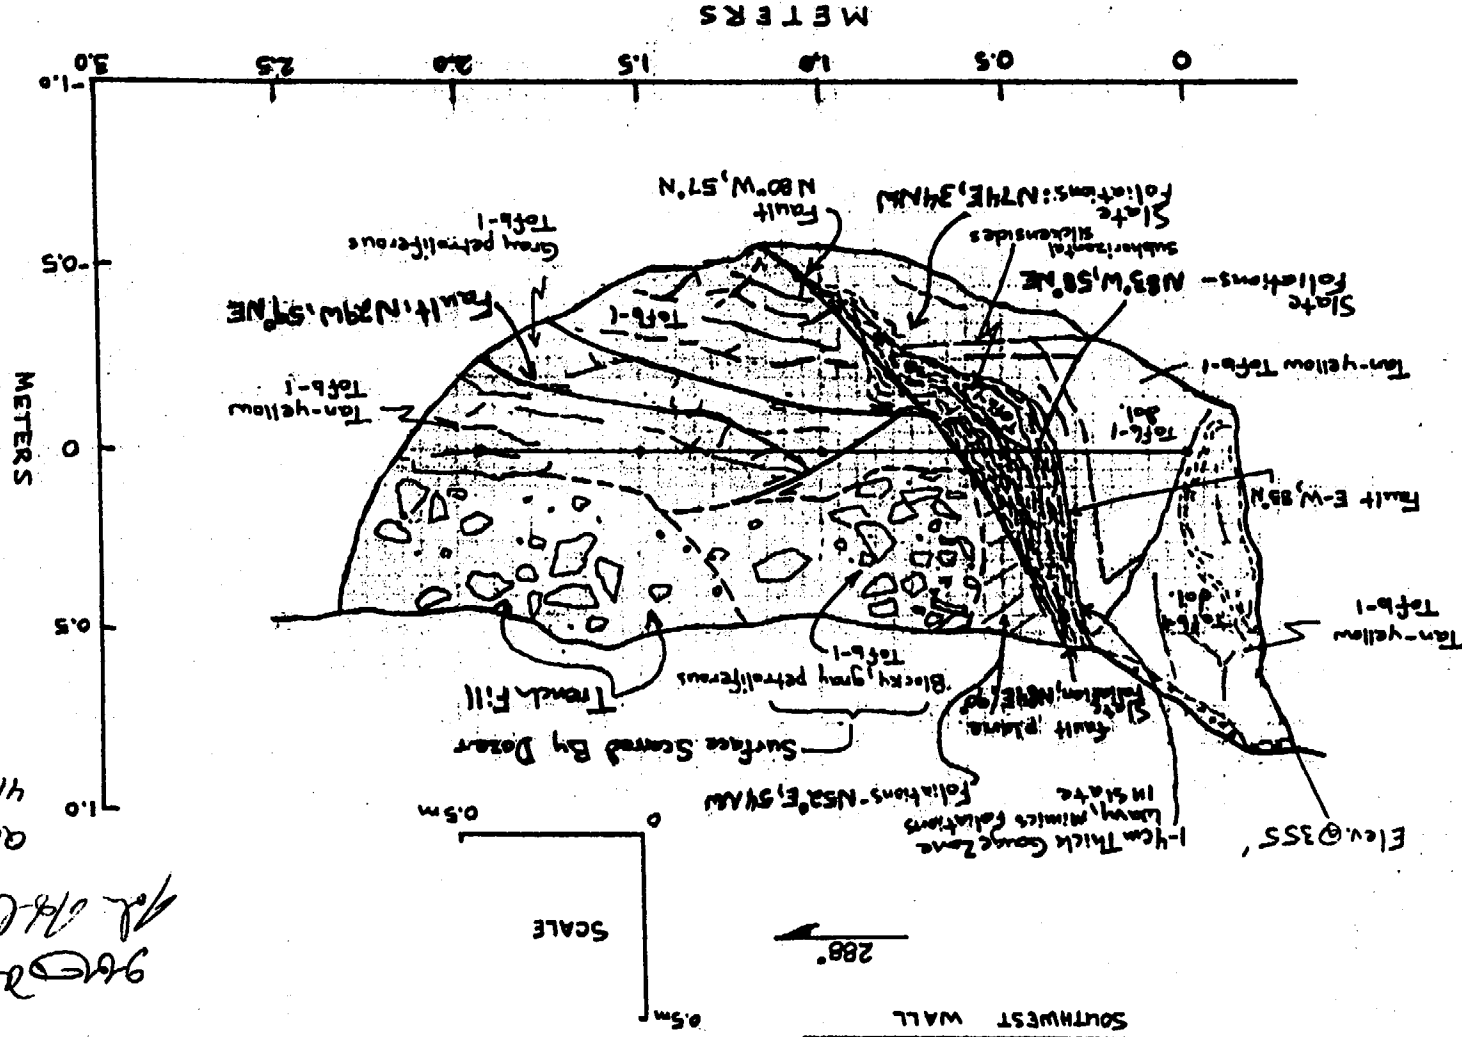 SOUTHWEST WALL
288°
0.5m
SCALE
0
0.5m
Elev. @ 355'
1-4cm Thick Gouge Zone
Wavy, Mimics Foliations
IN Slate
Foliations-N52°E, 54NW
Surface Scarred By Dozer
Trench Fill
Fault plane
Slate
Foliation, N84E, 90°
Blocky, gray petroliferous
Tofb-1
Tan-yellow
Tofb-1
Tofb-1
dol.
Fault E-W, 85°N
Tofb-1
dol.
Tan-yellow Tofb-1
Tan-yellow
Tofb-1
Slate
Foliations- N83°W, 58°NE
Subhorizontal
Slickensides
Slate
Foliations: N74E, 34NW
Fault
N80°W, 57°N
Tofb-1
Fault: N29W, 59°NE
Gray petroliferous
Tofb-1
1.0
0.5
0
-0.5
-1.0
METERS
0
0.5
1.0
1.5
2.0
2.5
3.0
METERS